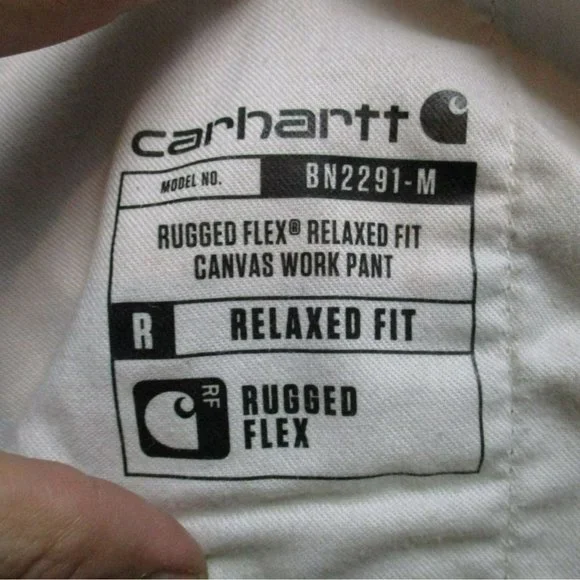 carhartt
MODEL NO. BN2291-M
RUGGED FLEX® RELAXED FIT
CANVAS WORK PANT
R RELAXED FIT
RF RUGGED
FLEX